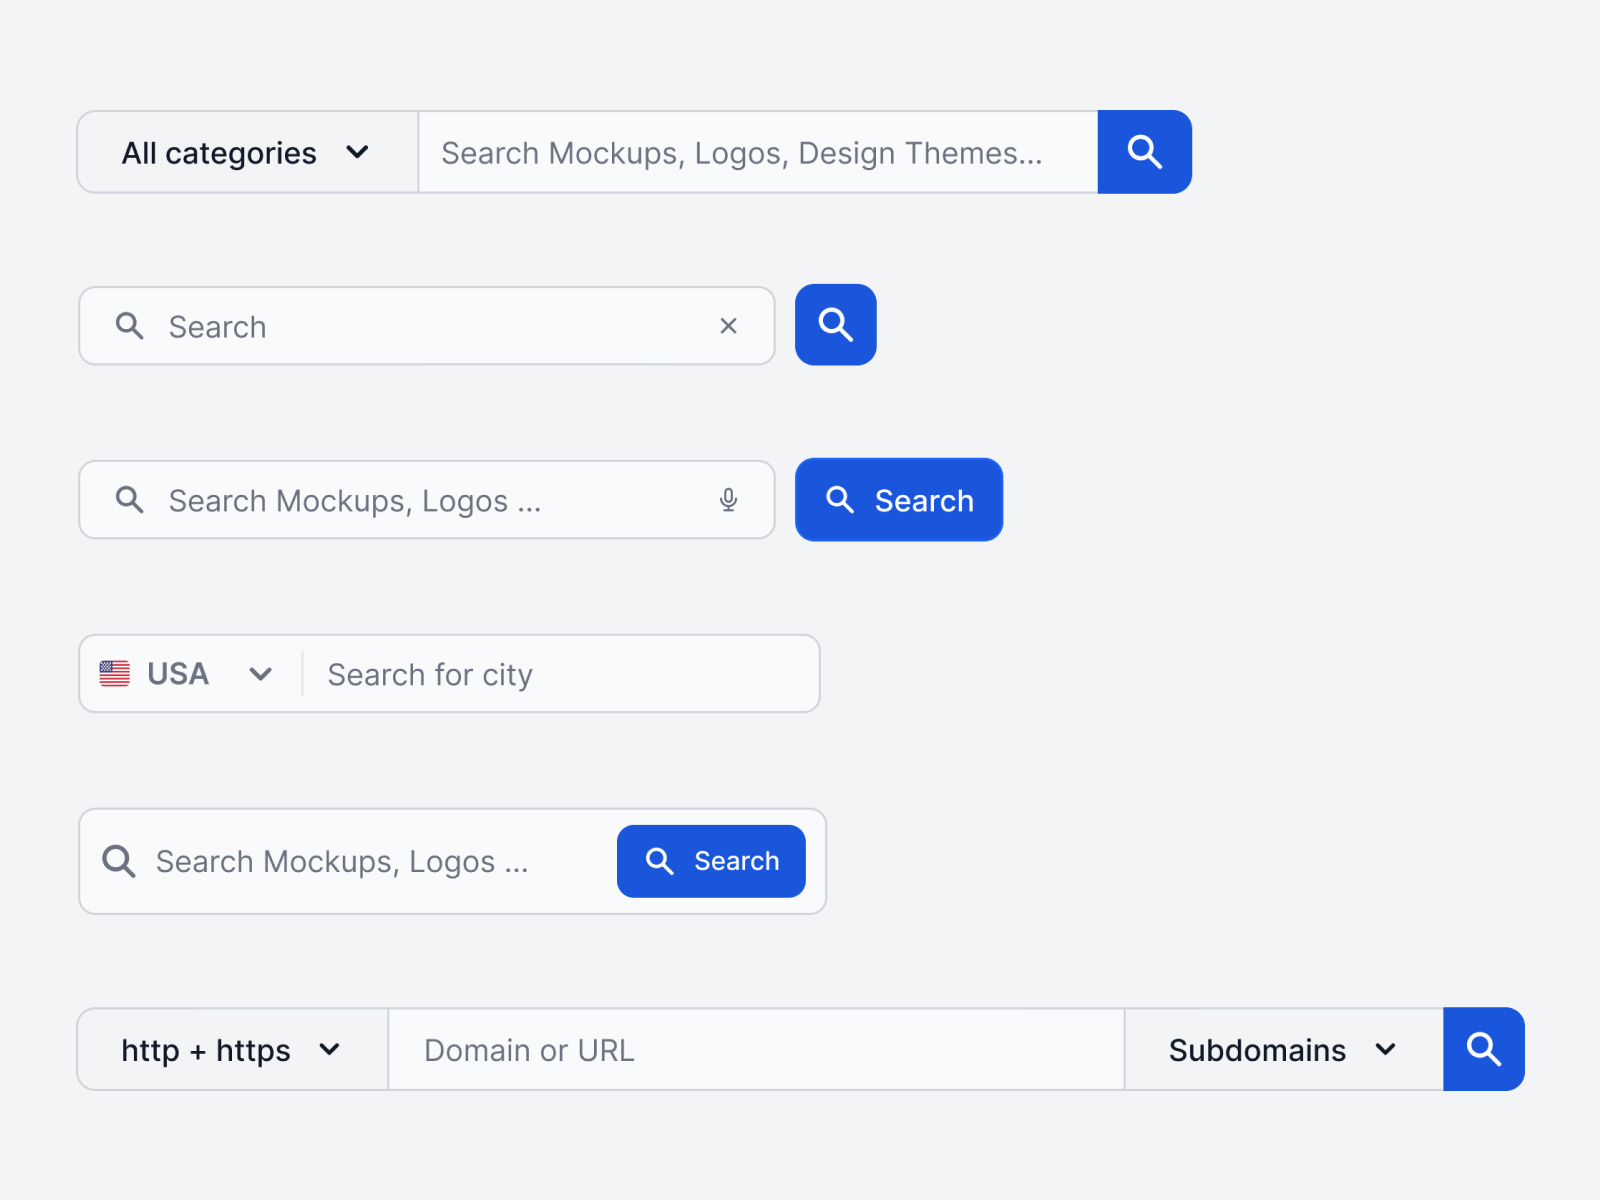 All categories Search Mockups, Logos, Design Themes...
Search
Search Mockups, Logos ... Search
USA Search for city
Search Mockups, Logos ... Search
http + https Domain or URL Subdomains